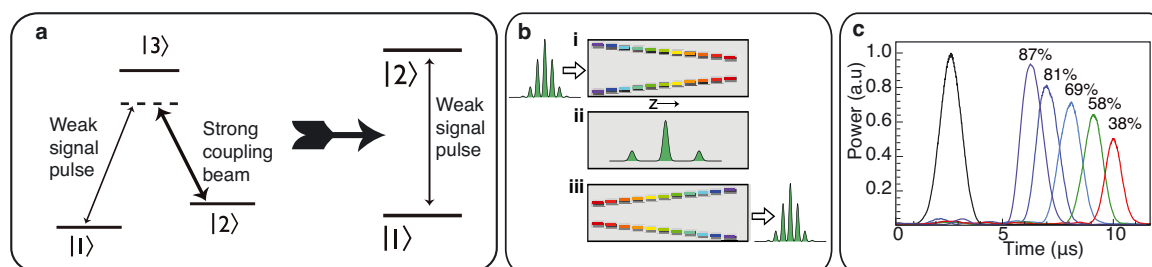 a
|3⟩
Weak
signal
pulse
Strong
coupling
beam
|1⟩
|2⟩
|2⟩
Weak
signal
pulse
|1⟩
b
i
z
ii
iii
c
Power (a.u)
1.0
0.8
0.6
0.4
0.2
87%
81%
69%
58%
38%
0
5
10
Time (μs)